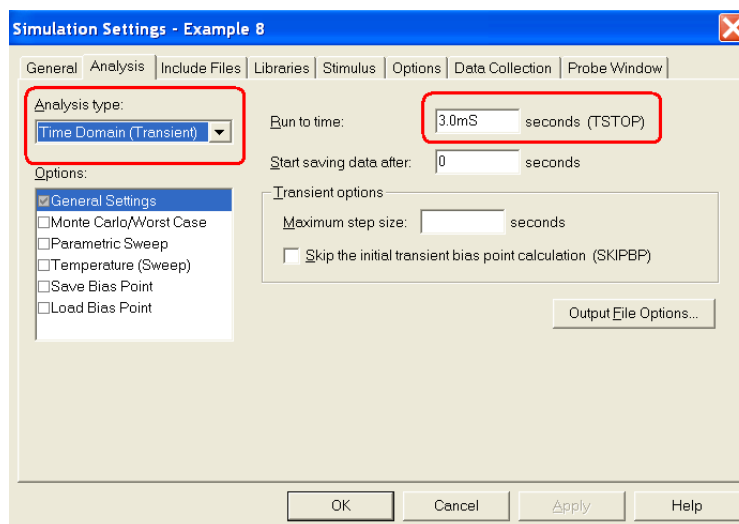 Simulation Settings - Example 8
General Analysis Include Files Libraries Stimulus Options Data Collection Probe Window
Analysis type:
Time Domain (Transient)
Run to time: 3.0mS seconds (TSTOP)
Start saving data after: 0 seconds
Options:
General Settings
Monte Carlo/Worst Case
Parametric Sweep
Temperature (Sweep)
Save Bias Point
Load Bias Point
Transient options
Maximum step size: seconds
Skip the initial transient bias point calculation (SKIPBP)
Output File Options...
OK Cancel Apply Help